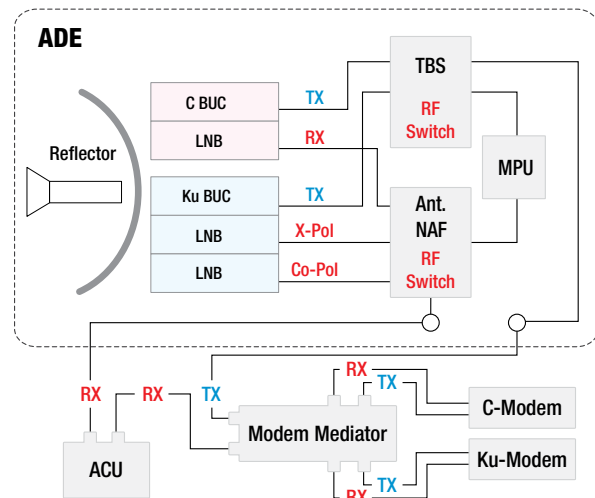 ADE
TBS
RF
Switch
C BUC
TX
LNB
RX
Reflector
MPU
Ku BUC
TX
LNB
X-Pol
LNB
Co-Pol
Ant.
NAF
RF
Switch
RX
RX
TX
RX
TX
C-Modem
ACU
Modem Mediator
Ku-Modem
RX
TX